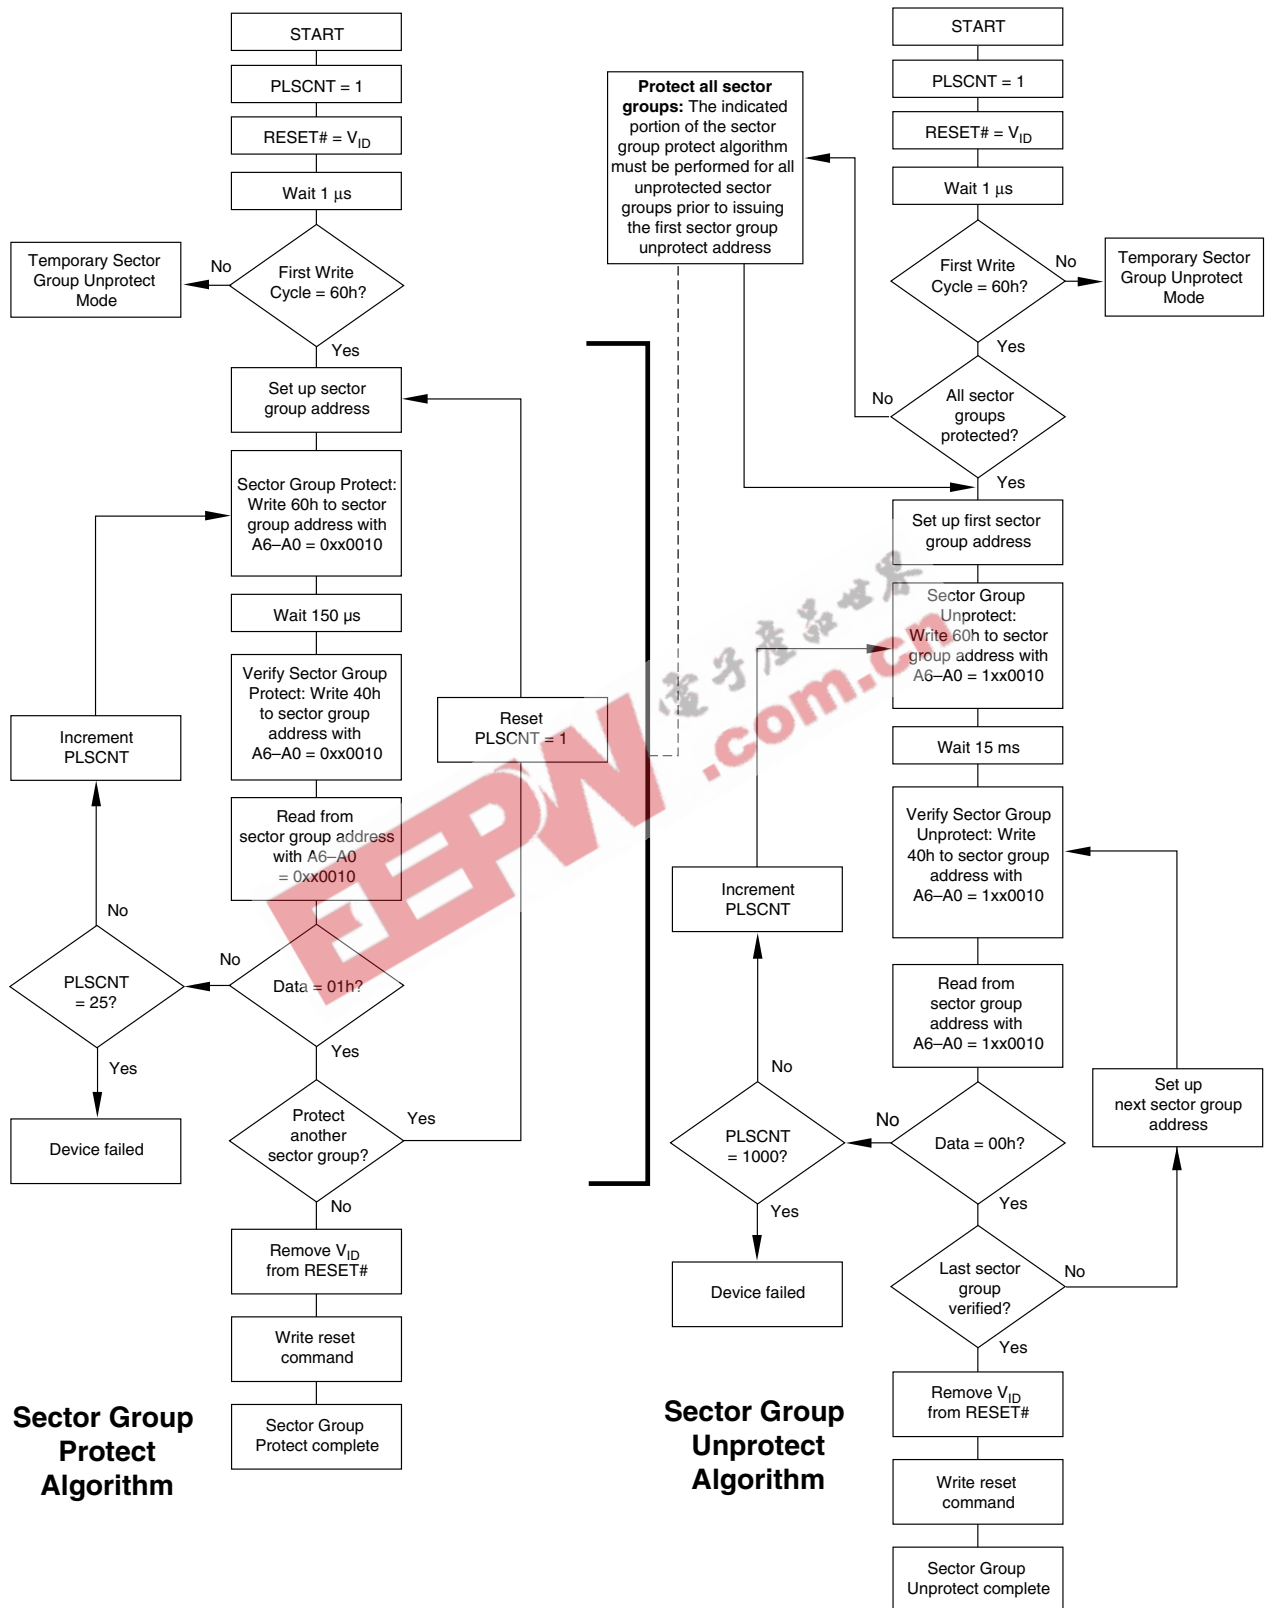 START
PLSCNT = 1
RESET# = VID
Wait 1 μs
First Write
Cycle = 60h?
No
Temporary Sector
Group Unprotect
Mode
Yes
Set up sector
group address
Sector Group Protect:
Write 60h to sector
group address with
A6–A0 = 0xx0010
Wait 150 μs
Verify Sector Group
Protect: Write 40h
to sector group
address with
A6–A0 = 0xx0010
Read from
sector group address
with A6–A0
= 0xx0010
Data = 01h?
No
PLSCNT
= 25?
No
Increment
PLSCNT
Yes
Device failed
Yes
Protect
another
sector group?
Yes
Reset
PLSCNT = 1
No
Remove VID
from RESET#
Write reset
command
Sector Group
Protect complete
Sector Group
Protect
Algorithm
Protect all sector
groups: The indicated
portion of the sector
group protect algorithm
must be performed for all
unprotected sector
groups prior to issuing
the first sector group
unprotect address
START
PLSCNT = 1
RESET# = VID
Wait 1 μs
First Write
Cycle = 60h?
No
Temporary Sector
Group Unprotect
Mode
Yes
All sector
groups
protected?
No
Yes
Set up first sector
group address
Sector Group
Unprotect:
Write 60h to sector
group address with
A6–A0 = 1xx0010
Wait 15 ms
Verify Sector Group
Unprotect: Write
40h to sector group
address with
A6–A0 = 1xx0010
Read from
sector group
address with
A6–A0 = 1xx0010
Data = 00h?
No
PLSCNT
= 1000?
No
Increment
PLSCNT
Yes
Device failed
Yes
Last sector
group
verified?
No
Set up
next sector group
address
Yes
Remove VID
from RESET#
Write reset
command
Sector Group
Unprotect complete
Sector Group
Unprotect
Algorithm
EEPW
電子產品世界
.com.cn